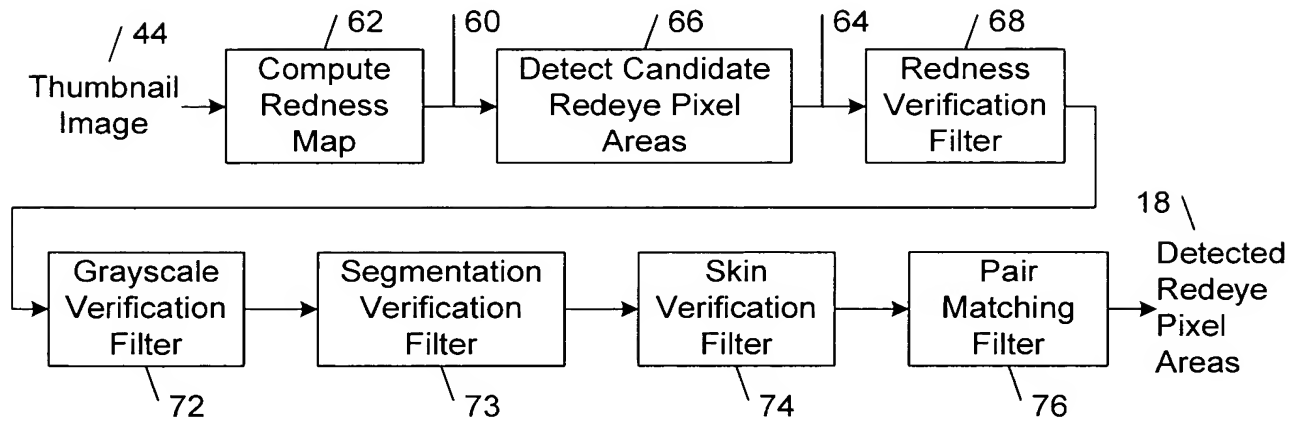 44
Thumbnail
Image
62
Compute
Redness
Map
60
66
Detect Candidate
Redeye Pixel
Areas
64
68
Redness
Verification
Filter
Grayscale
Verification
Filter
72
Segmentation
Verification
Filter
73
Skin
Verification
Filter
74
Pair
Matching
Filter
76
18
Detected
Redeye
Pixel
Areas